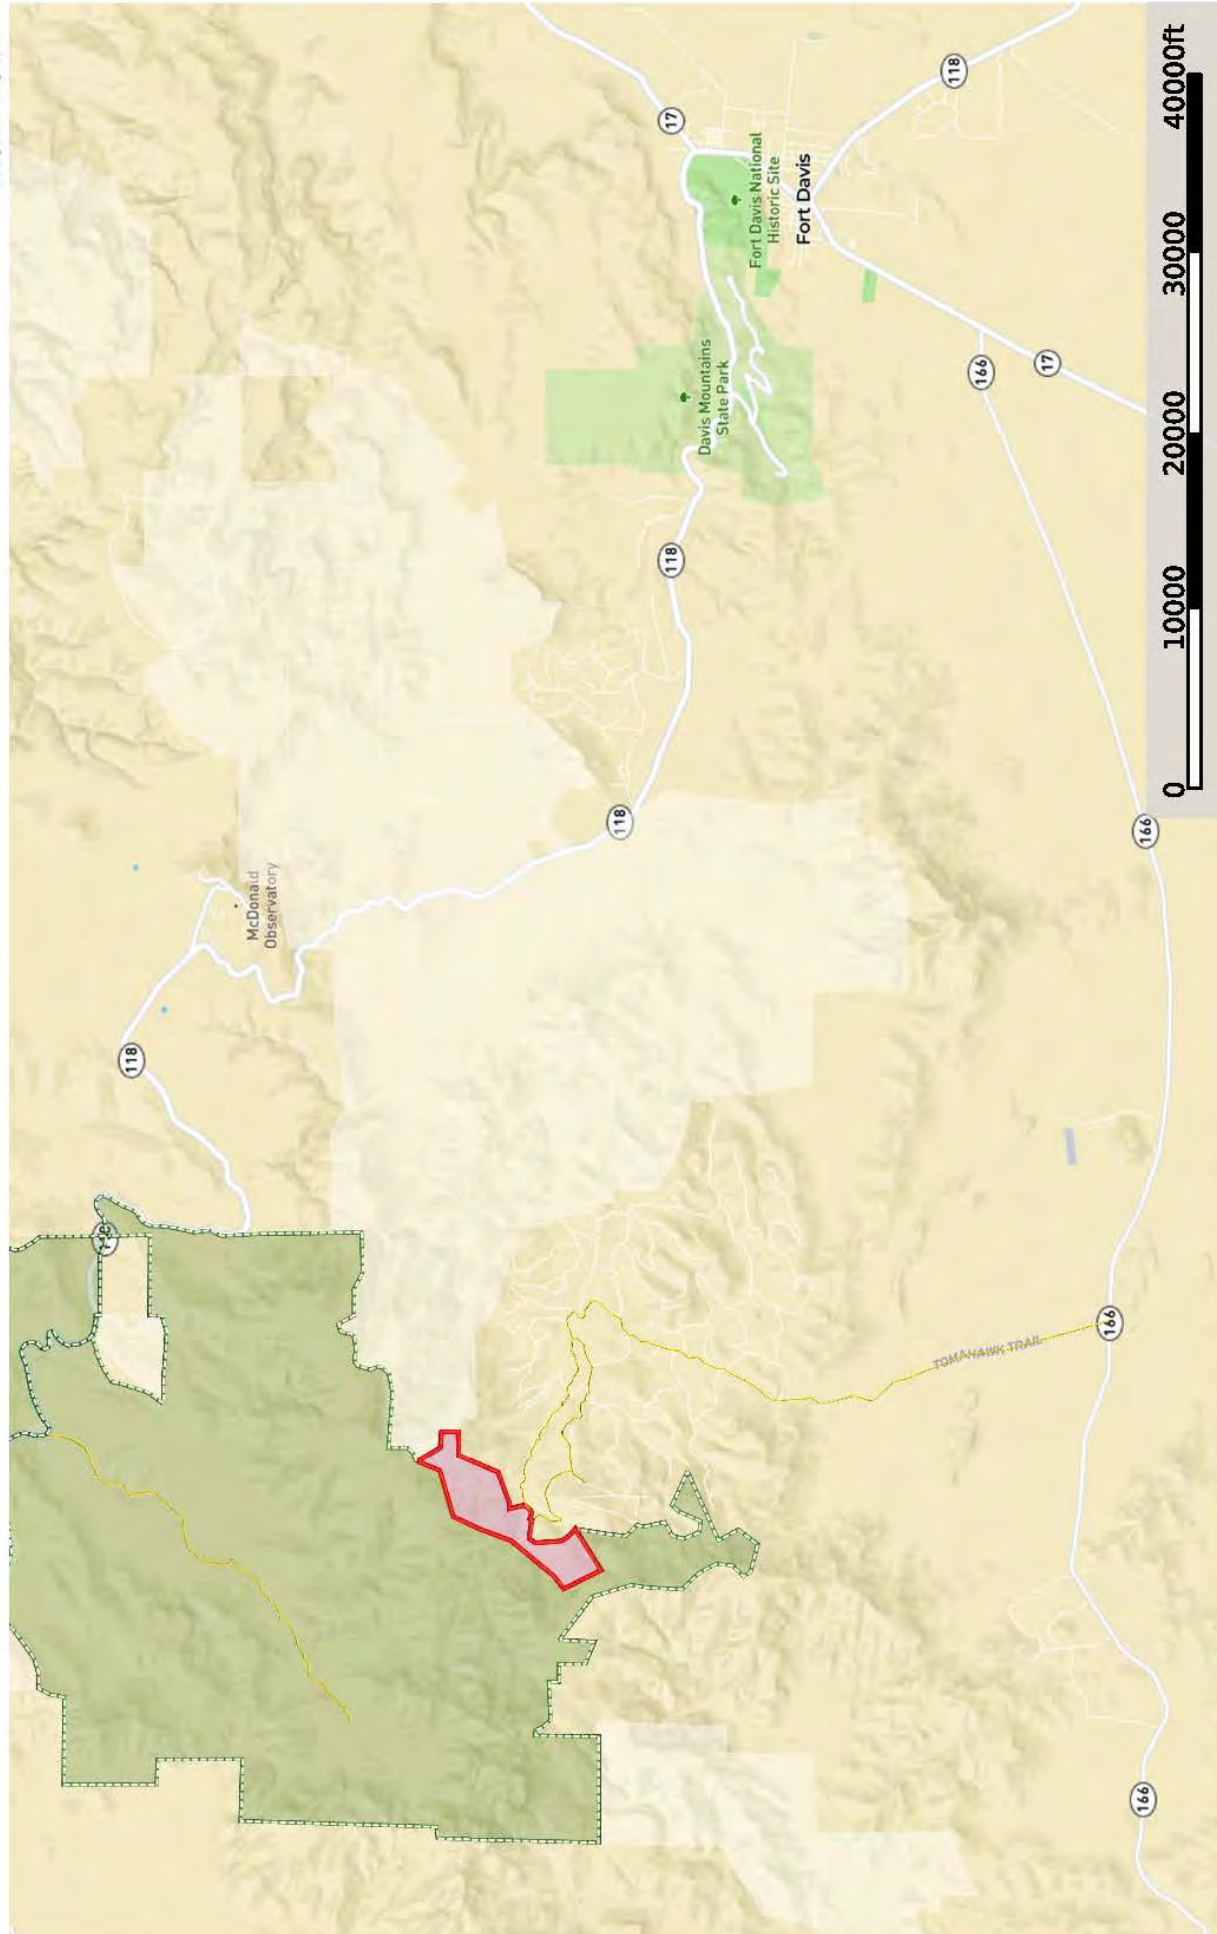 118
McDonald
Observatory
118
118
17
Davis Mountains
State Park
Fort Davis National
Historic Site
Fort Davis
118
166
TOMAHAWK TRAIL
17
166
166
166
0 10000 20000 30000 40000ft